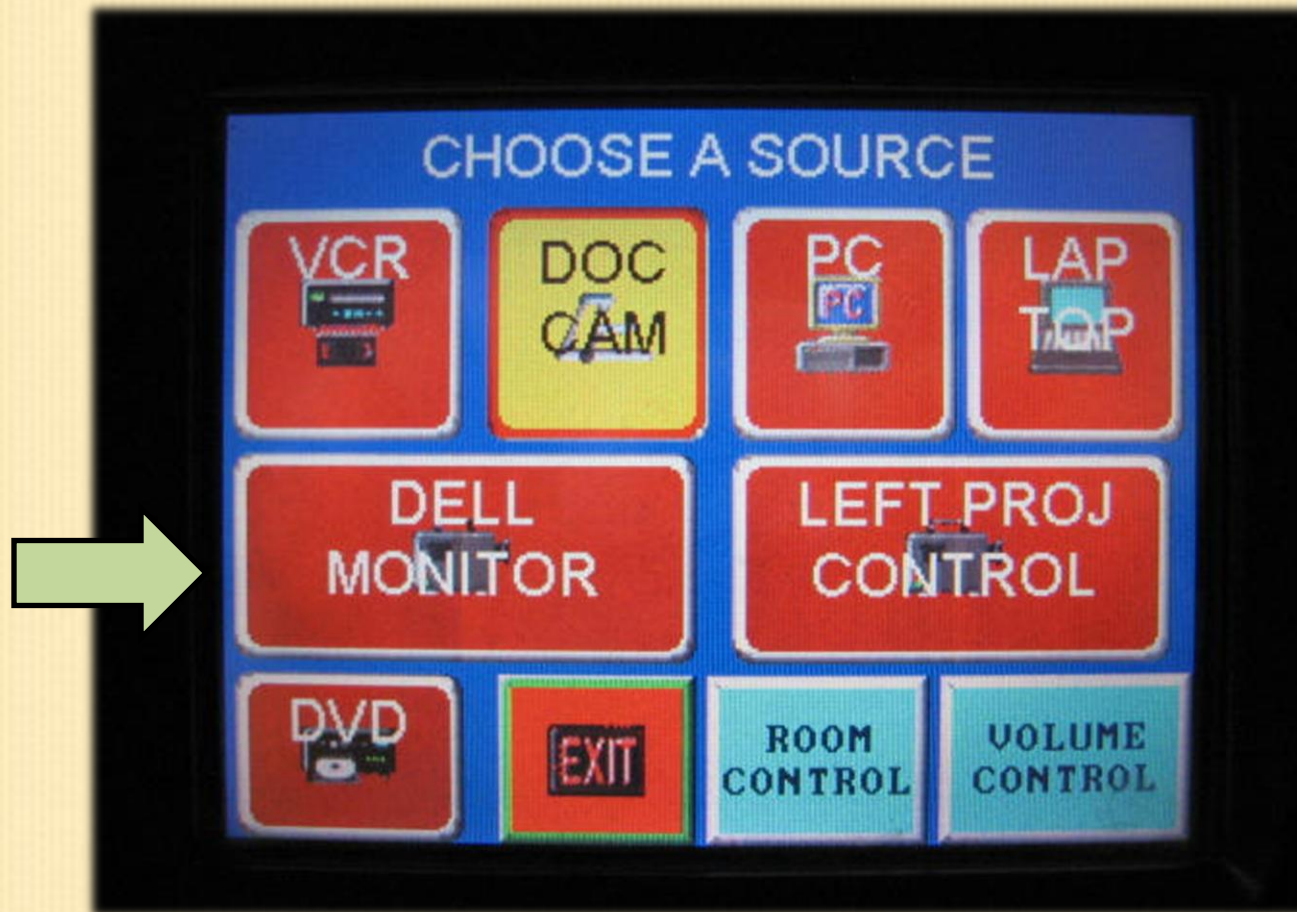 CHOOSE A SOURCE
VCR
DOC
CAM
PC
PC
LAP
TOP
DELL
MONITOR
LEFT PROJ
CONTROL
DVD
EXIT
ROOM
CONTROL
VOLUME
CONTROL